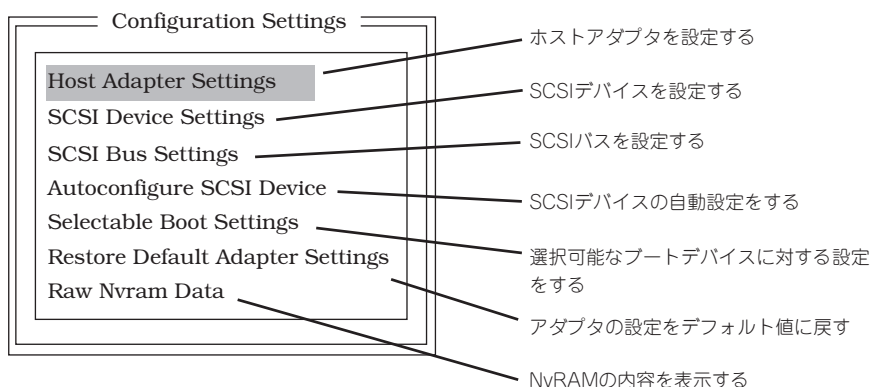 Configuration Settings
Host Adapter Settings
SCSI Device Settings
SCSI Bus Settings
Autoconfigure SCSI Device
Selectable Boot Settings
Restore Default Adapter Settings
Raw Nvram Data
ホストアダプタを設定する
SCSIデバイスを設定する
SCSIバスを設定する
SCSIデバイスの自動設定をする
選択可能なブートデバイスに対する設定
をする
アダプタの設定をデフォルト値に戻す
NvRAMの内容を表示する